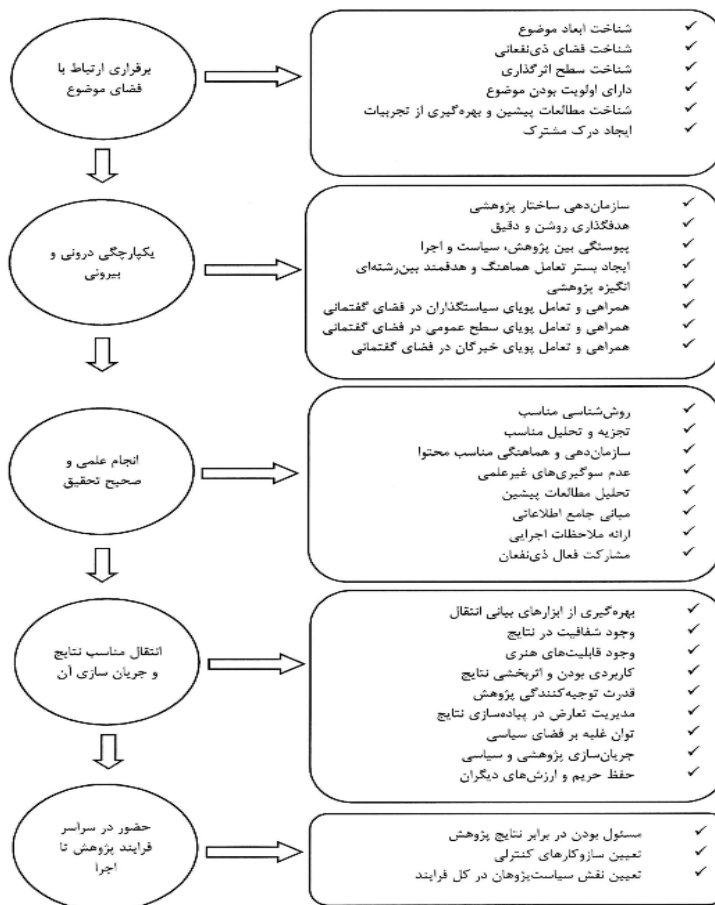 برقراری ارتباط با
فضای موضوع
✓ شناخت ابعاد موضوع
✓ شناخت فضای ذی‌نفعانی
✓ شناخت سطح اثرگذاری
✓ دارای اولویت بودن موضوع
✓ شناخت مطالعات پیشین و بهره‌گیری از تجربیات
✓ ایجاد درک مشترک
یکپارچگی درونی و
بیرونی
✓ سازمان‌دهی ساختار پژوهشی
✓ هدفگذاری روشن و دقیق
✓ پیوستگی بین پژوهش، سیاست و اجرا
✓ ایجاد بستر تعامل هماهنگ و هدفمند بین‌رشته‌ای
✓ انگیزه پژوهشی
✓ همراهی و تعامل پویای سیاستگذاران در فضای گفتمانی
✓ همراهی و تعامل پویای سطح عمومی در فضای گفتمانی
✓ همراهی و تعامل پویای خبرگان در فضای گفتمانی
انجام علمی و
صحیح تحقیق
✓ روش‌شناسی مناسب
✓ تجزیه و تحلیل مناسب
✓ سازمان‌دهی و هماهنگی مناسب محتوا
✓ عدم سوگیری‌های غیرعلمی
✓ تحلیل مطالعات پیشین
✓ مبانی جامع اطلاعاتی
✓ ارائه ملاحظات اجرایی
✓ مشارکت فعال ذی‌نفعان
انتقال مناسب نتایج
و جریان سازی آن
✓ بهره‌گیری از ابزارهای بیانی انتقال
✓ وجود شفافیت در نتایج
✓ وجود قابلیت‌های هنری
✓ کاربردی بودن و اثربخشی نتایج
✓ قدرت توجیه‌کنندگی پژوهش
✓ مدیریت تعارض در پیاده‌سازی نتایج
✓ توان غلبه بر فضای سیاسی
✓ جریان‌سازی پژوهشی و سیاسی
✓ حفظ حریم و ارزش‌های دیگران
حضور در سراسر
فرایند پژوهش تا
اجرا
✓ مسئول بودن در برابر نتایج پژوهش
✓ تعیین سازوکارهای کنترلی
✓ تعیین نقش سیاست‌پژوهان در کل فرایند